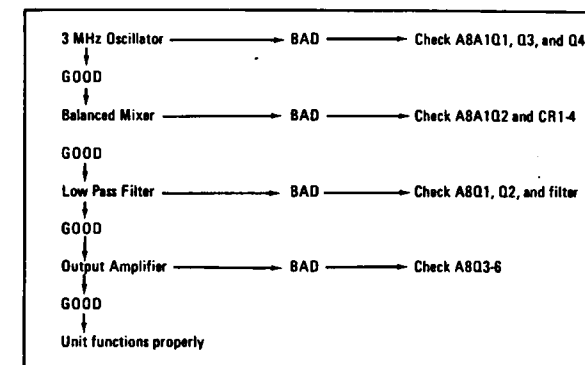 3 MHz Oscillator BAD Check A8A1Q1, Q3, and Q4
GOOD
Balanced Mixer BAD Check A8A1Q2 and CR1-4
GOOD
Low Pass Filter BAD Check A8Q1, Q2, and filter
GOOD
Output Amplifier BAD Check A8Q3-6
GOOD
Unit functions properly